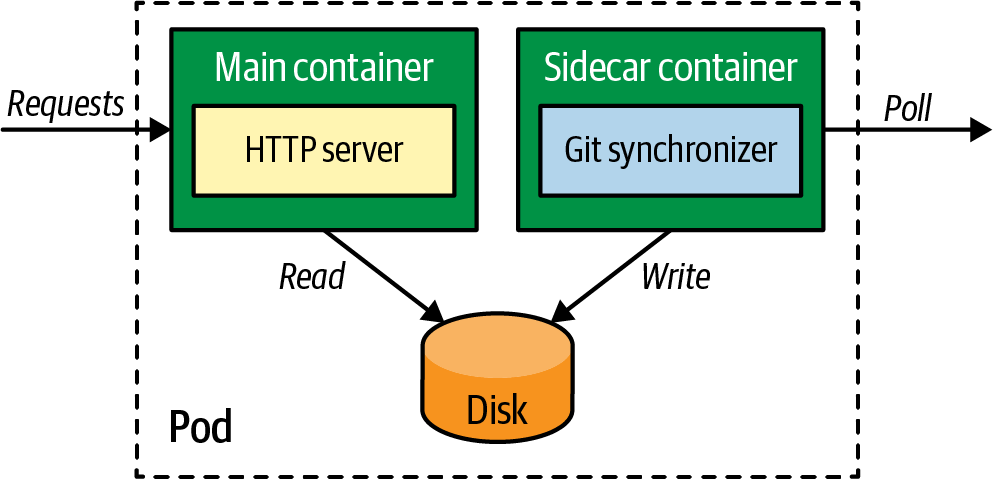 Main container
Sidecar container
Requests
Poll
HTTP server
Git synchronizer
Read
Write
Disk
Pod